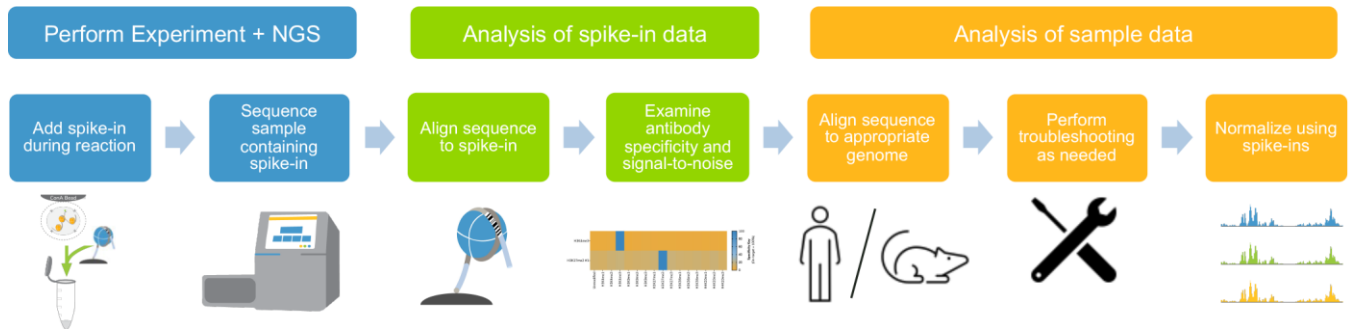 Perform Experiment + NGS
Analysis of spike-in data
Analysis of sample data
Add spike-in
during reaction
Sequence
sample
containing
spike-in
Align sequence
to spike-in
Examine
antibody
specificity and
signal-to-noise
Align sequence
to appropriate
genome
Perform
troubleshooting
as needed
Normalize using
spike-ins
ConA Bead